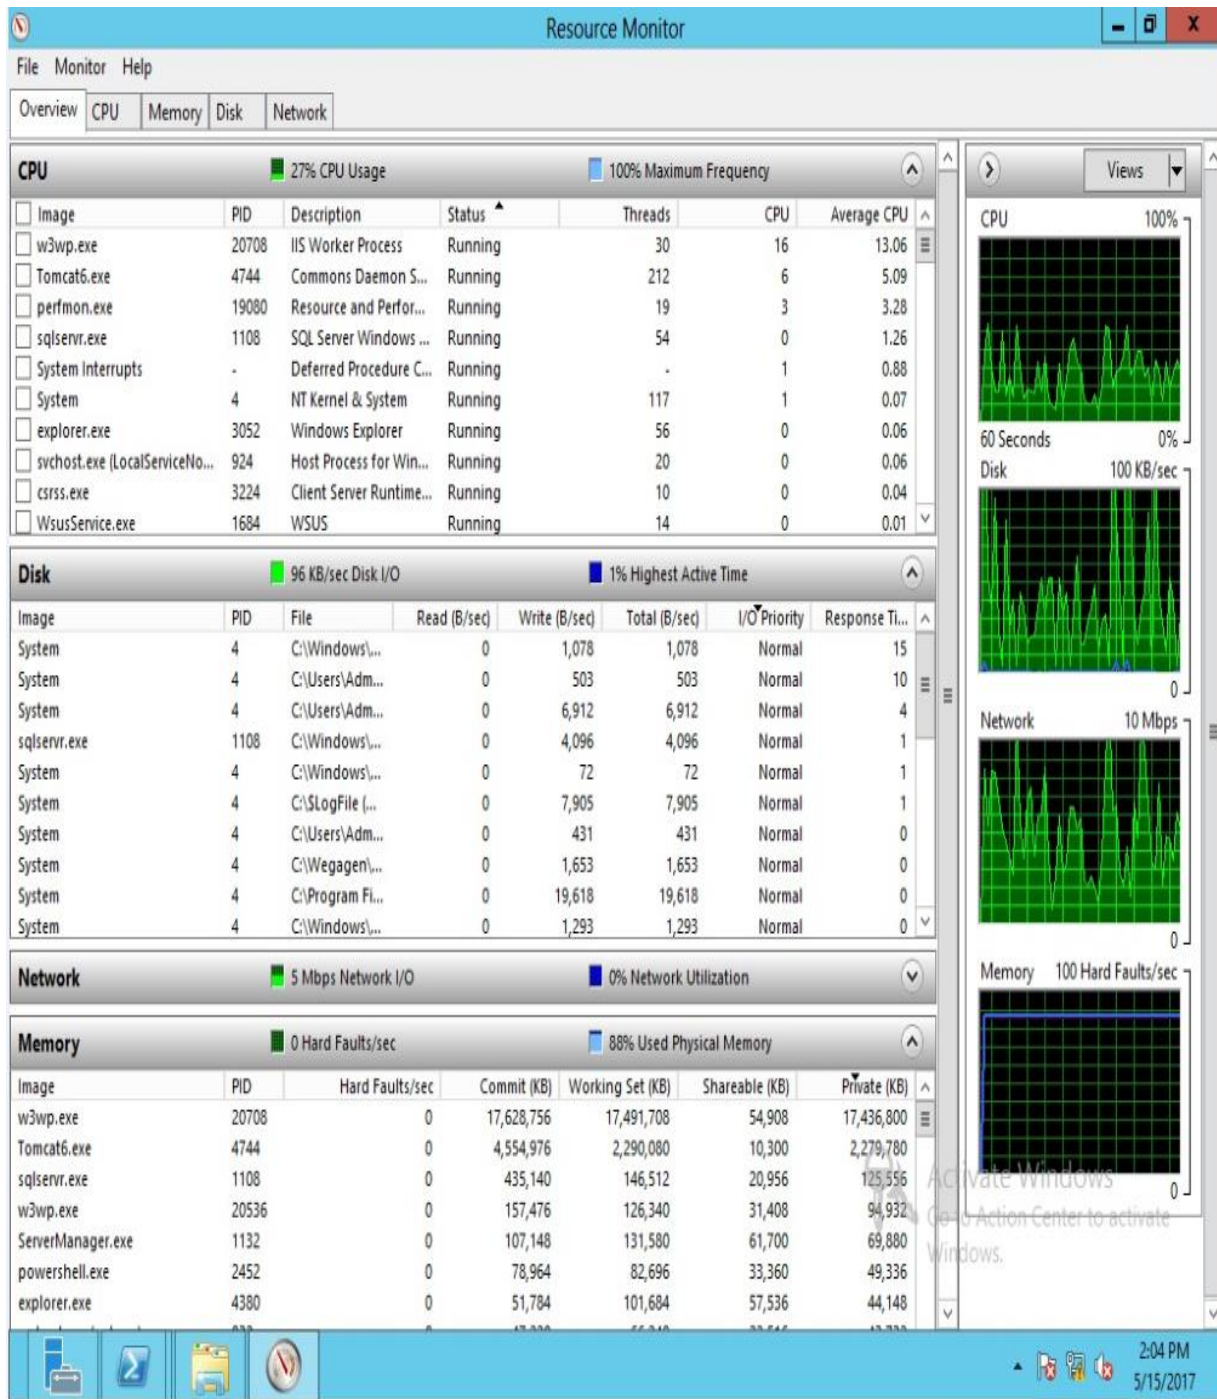 Resource Monitor
File Monitor Help
Overview CPU Memory Disk Network
CPU 27% CPU Usage 100% Maximum Frequency
Image PID Description Status Threads CPU Average CPU
w3wp.exe 20708 IIS Worker Process Running 30 16 13.06
Tomcat6.exe 4744 Commons Daemon S... Running 212 6 5.09
perfmon.exe 19080 Resource and Perfor... Running 19 3 3.28
sqlservr.exe 1108 SQL Server Windows ... Running 54 0 1.26
System Interrupts - Deferred Procedure C... Running - 1 0.88
System 4 NT Kernel & System Running 117 1 0.07
explorer.exe 3052 Windows Explorer Running 56 0 0.06
svchost.exe (LocalServiceNo... 924 Host Process for Win... Running 20 0 0.06
csrss.exe 3224 Client Server Runtime... Running 10 0 0.04
WsusService.exe 1684 WSUS Running 14 0 0.01
Disk 96 KB/sec Disk I/O 1% Highest Active Time
Image PID File Read (B/sec) Write (B/sec) Total (B/sec) I/O Priority Response Ti...
System 4 C:\Windows\... 0 1,078 1,078 Normal 15
System 4 C:\Users\Adm... 0 503 503 Normal 10
System 4 C:\Users\Adm... 0 6,912 6,912 Normal 4
sqlservr.exe 1108 C:\Windows\... 0 4,096 4,096 Normal 1
System 4 C:\Windows\... 0 72 72 Normal 1
System 4 C:\$LogFile (... 0 7,905 7,905 Normal 1
System 4 C:\Users\Adm... 0 431 431 Normal 0
System 4 C:\Wegagen\... 0 1,653 1,653 Normal 0
System 4 C:\Program Fi... 0 19,618 19,618 Normal 0
System 4 C:\Windows\... 0 1,293 1,293 Normal 0
Network 5 Mbps Network I/O 0% Network Utilization
Memory 0 Hard Faults/sec 88% Used Physical Memory
Image PID Hard Faults/sec Commit (KB) Working Set (KB) Shareable (KB) Private (KB)
w3wp.exe 20708 0 17,628,756 17,491,708 54,908 17,436,800
Tomcat6.exe 4744 0 4,554,976 2,290,080 10,300 2,279,780
sqlservr.exe 1108 0 435,140 146,512 20,956 125,556
w3wp.exe 20536 0 157,476 126,340 31,408 94,932
ServerManager.exe 1132 0 107,148 131,580 61,700 69,880
powershell.exe 2452 0 78,964 82,696 33,360 49,336
explorer.exe 4380 0 51,784 101,684 57,536 44,148
Views
CPU 100%
60 Seconds 0%
Disk 100 KB/sec
0
Network 10 Mbps
0
Memory 100 Hard Faults/sec
0
Activate Windows
Go to Action Center to activate
Windows.
2:04 PM
5/15/2017